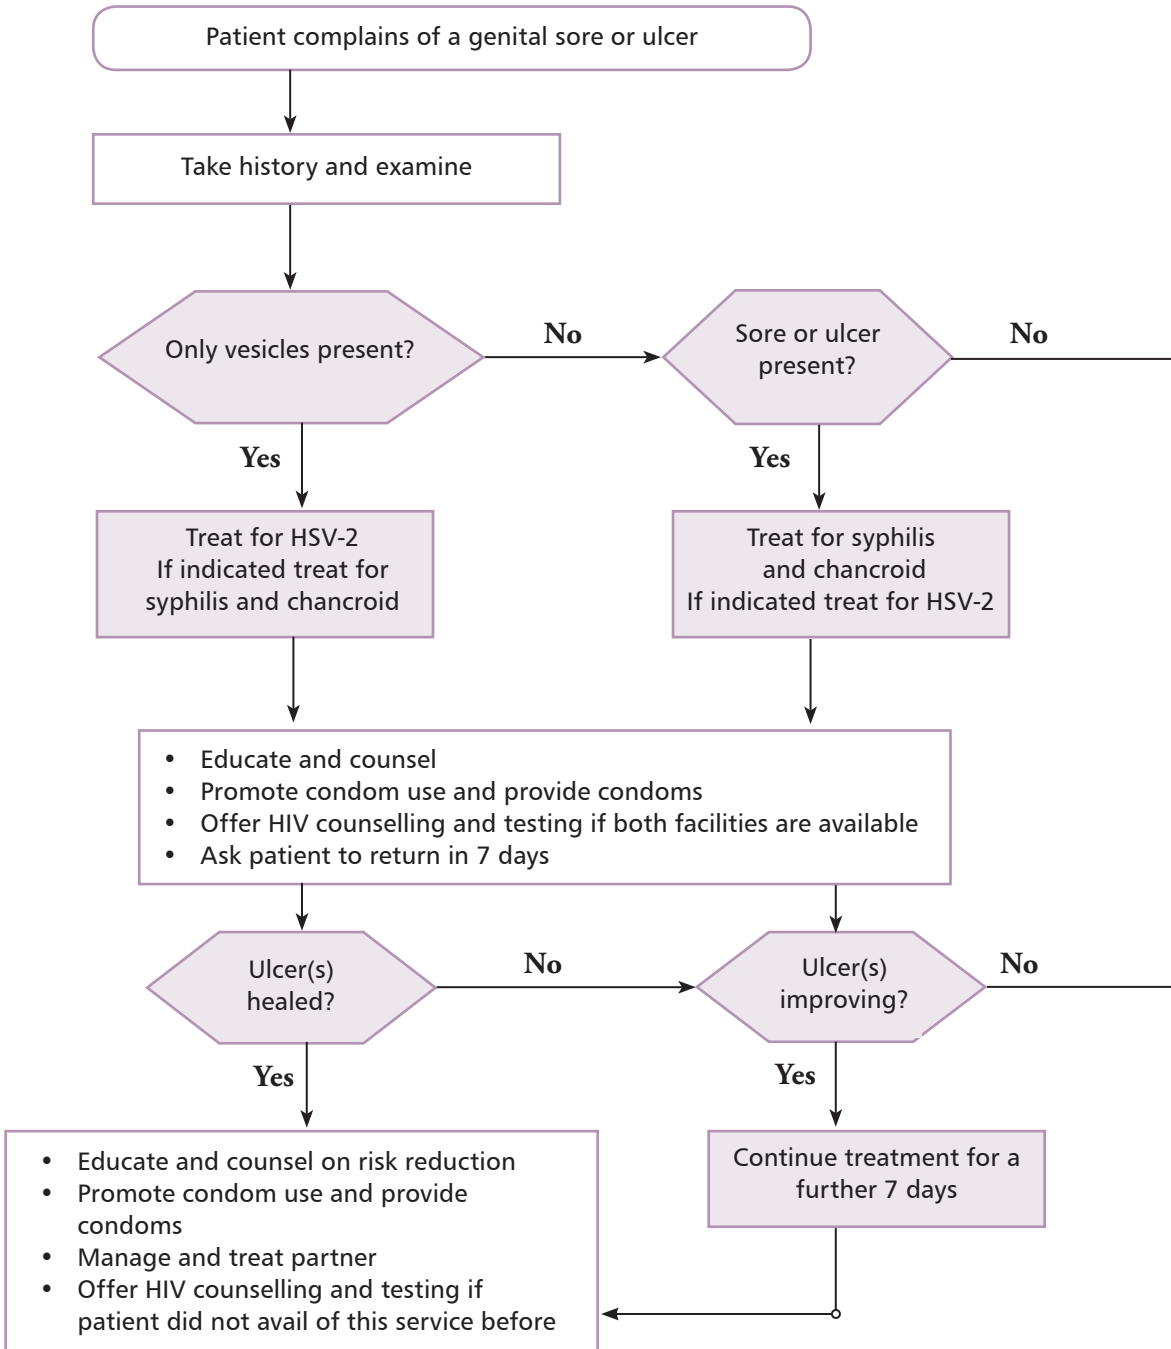 Patient complains of a genital sore or ulcer
Take history and examine
Only vesicles present?
No
Sore or ulcer
present?
No
Yes
Yes
Treat for HSV-2
If indicated treat for
syphilis and chancroid
Treat for syphilis
and chancroid
If indicated treat for HSV-2
• Educate and counsel
• Promote condom use and provide condoms
• Offer HIV counselling and testing if both facilities are available
• Ask patient to return in 7 days
Ulcer(s)
healed?
No
Ulcer(s)
improving?
No
Yes
Yes
• Educate and counsel on risk reduction
• Promote condom use and provide
condoms
• Manage and treat partner
• Offer HIV counselling and testing if
patient did not avail of this service before
Continue treatment for a
further 7 days